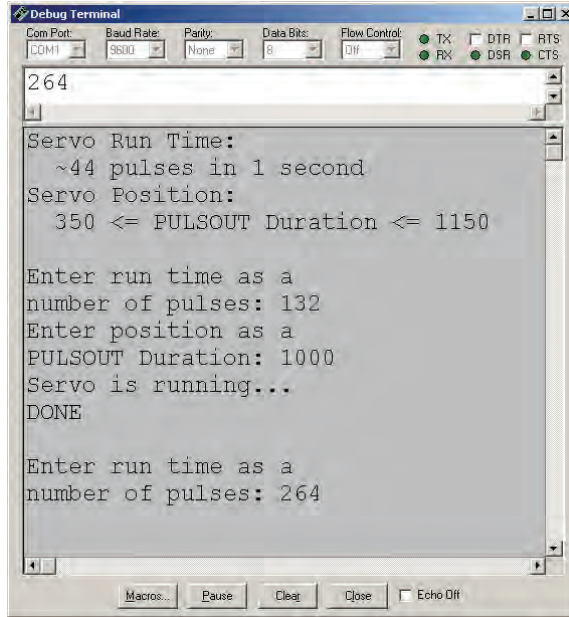 Debug Terminal
Com Port: Baud Rate: Parity: Data Bits: Flow Control:
COM1 9600 None 8 Off
TX DTR RTS
RX DSR CTS
264
Servo Run Time:
~44 pulses in 1 second
Servo Position:
350 <= PULSOUT Duration <= 1150
Enter run time as a
number of pulses: 132
Enter position as a
PULSOUT Duration: 1000
Servo is running...
DONE
Enter run time as a
number of pulses: 264
Macros... Pause Clear Close Echo Off